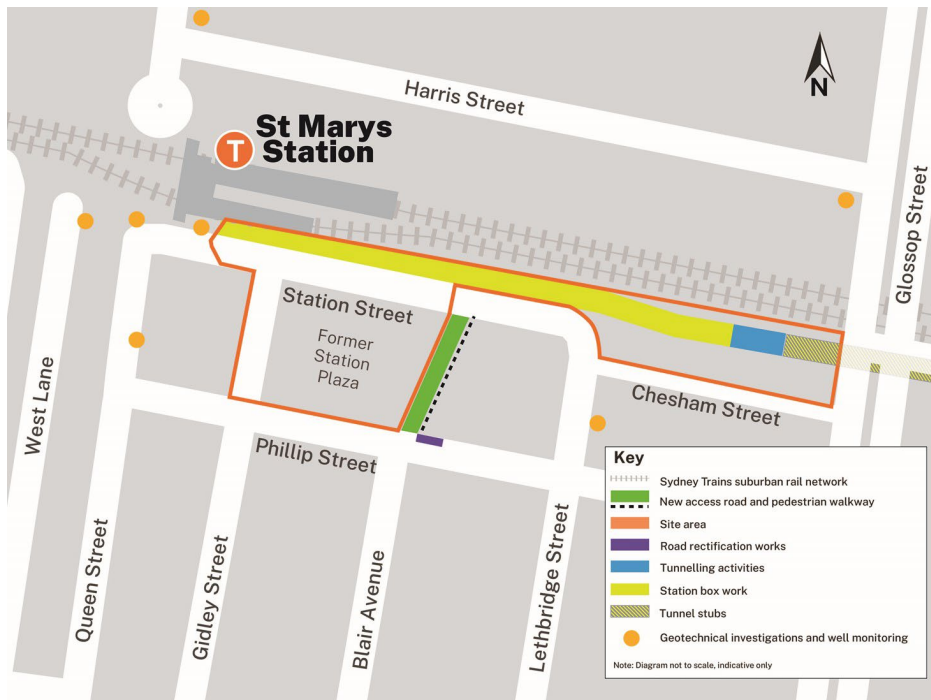 N
Harris Street
St Marys
Station
T
Glossop Street
Station Street
Former
Station
Plaza
West Lane
Chesham Street
Phillip Street
Queen Street
Gidley Street
Blair Avenue
Lethbridge Street
Key
Sydney Trains suburban rail network
New access road and pedestrian walkway
Site area
Road rectification works
Tunnelling activities
Station box work
Tunnel stubs
Geotechnical investigations and well monitoring
Note: Diagram not to scale, indicative only